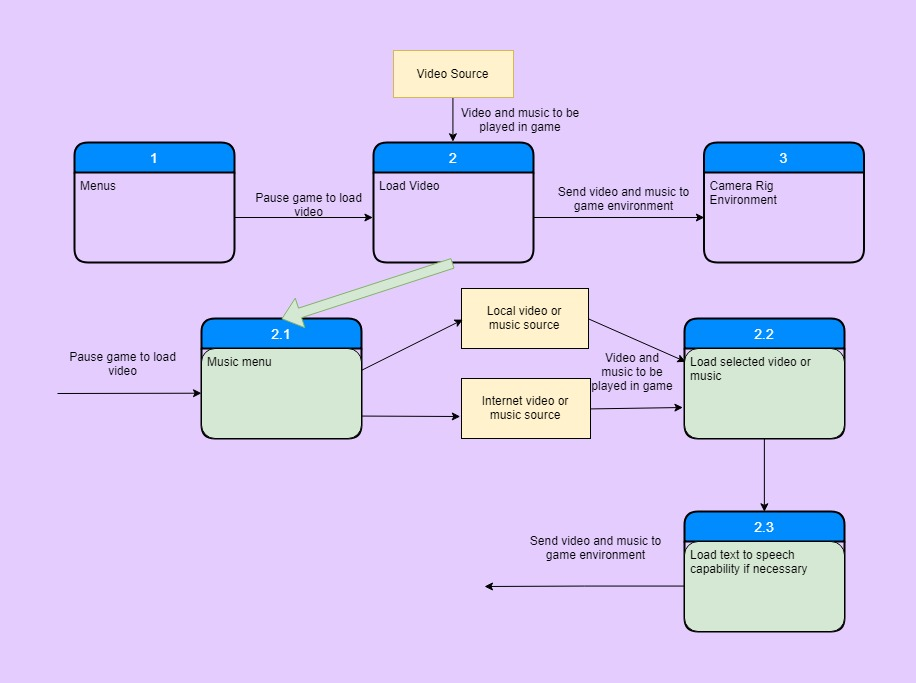 Video Source
Video and music to be
played in game
1
Menus
Pause game to load
video
2
Load Video
Send video and music to
game environment
3
Camera Rig
Environment
Pause game to load
video
2.1
Music menu
Local video or
music source
Internet video or
music source
Video and
music to be
played in game
2.2
Load selected video or
music
2.3
Load text to speech
capability if necessary
Send video and music to
game environment